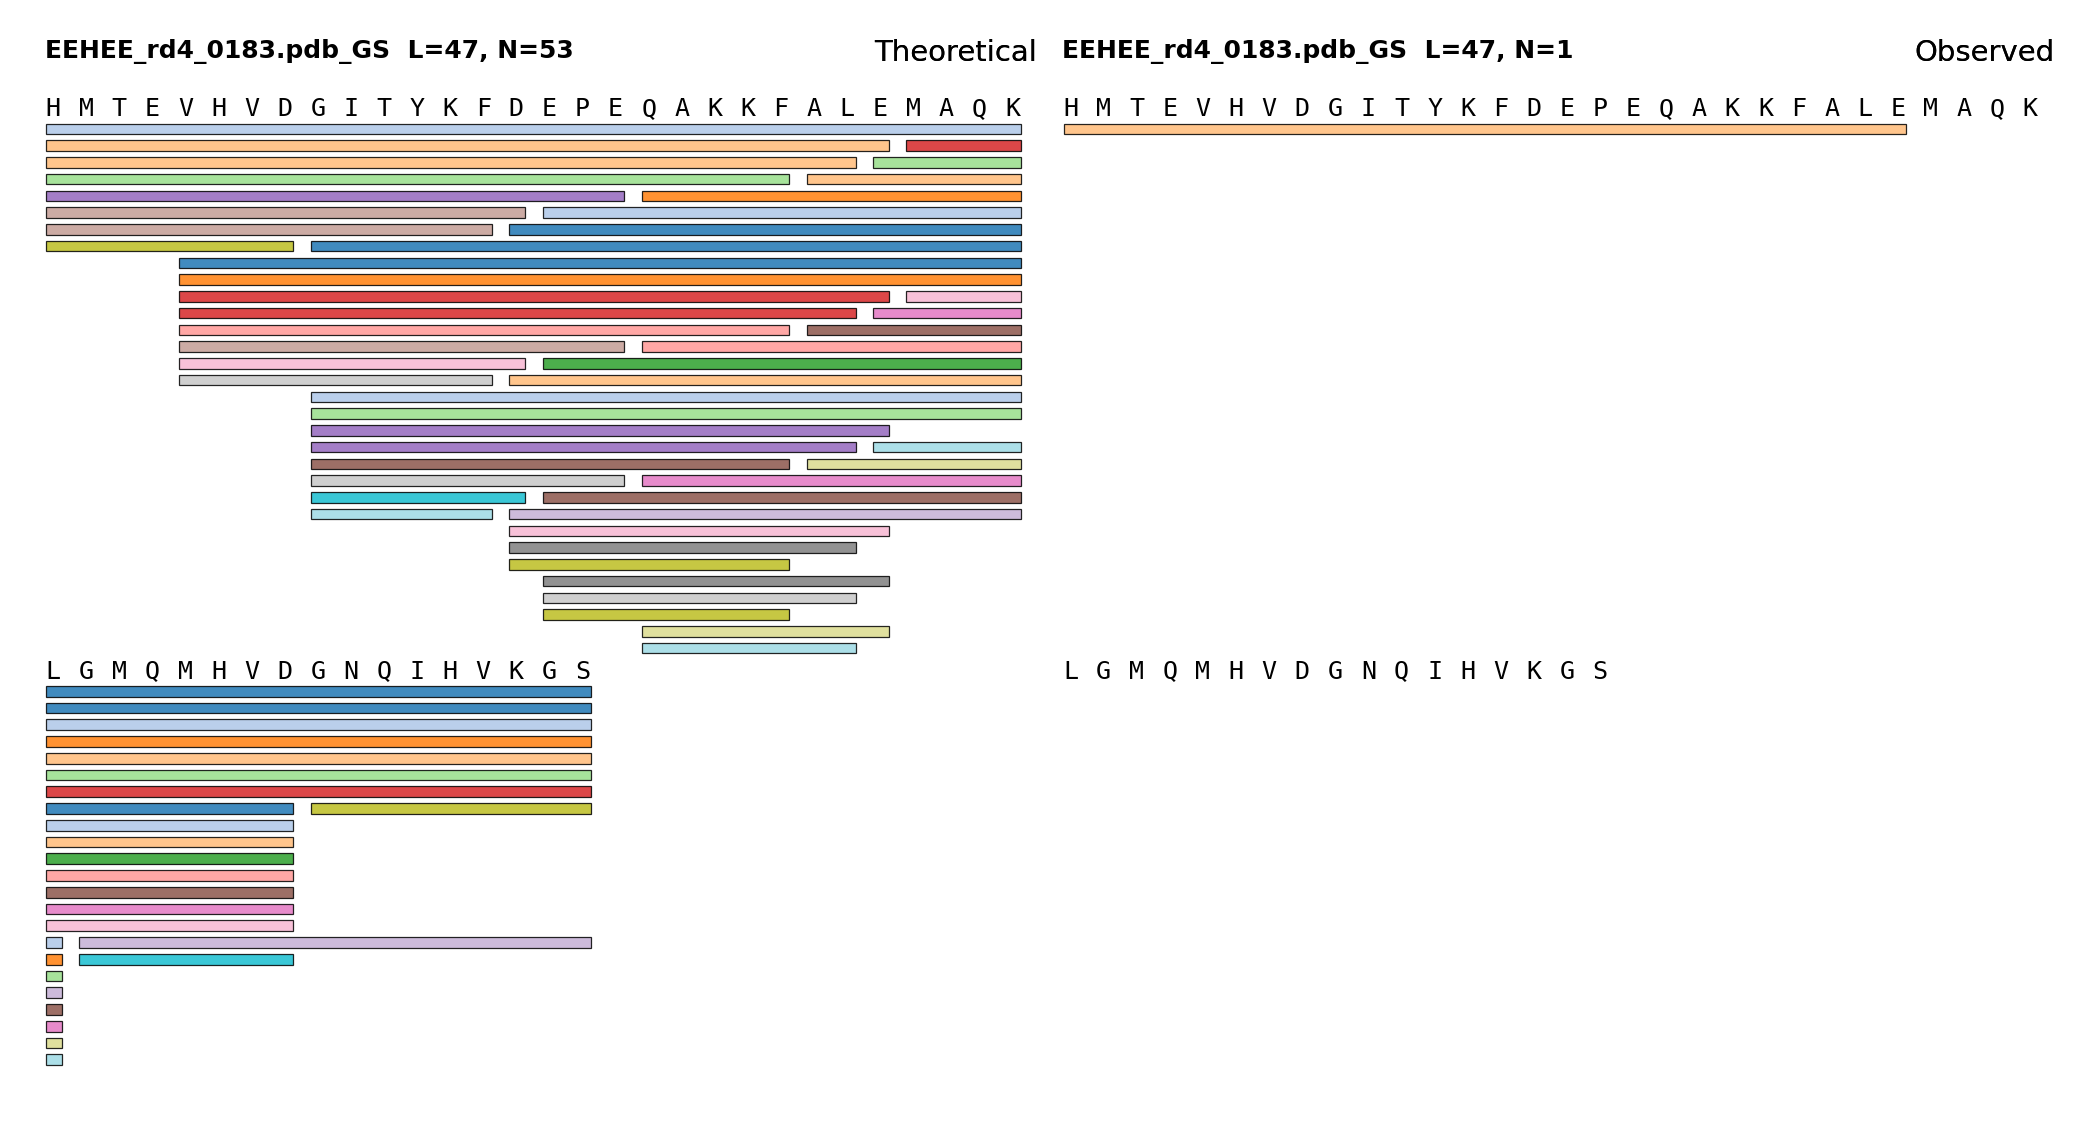 EEHEE_rd4_0183.pdb_GS L=47, N=53 Theoretical
H M T E V H V D G I T Y K F D E P E Q A K K F A L E M A Q K
L G M Q M H V D G N Q I H V K G S
EEHEE_rd4_0183.pdb_GS L=47, N=1 Observed
H M T E V H V D G I T Y K F D E P E Q A K K F A L E M A Q K
L G M Q M H V D G N Q I H V K G S